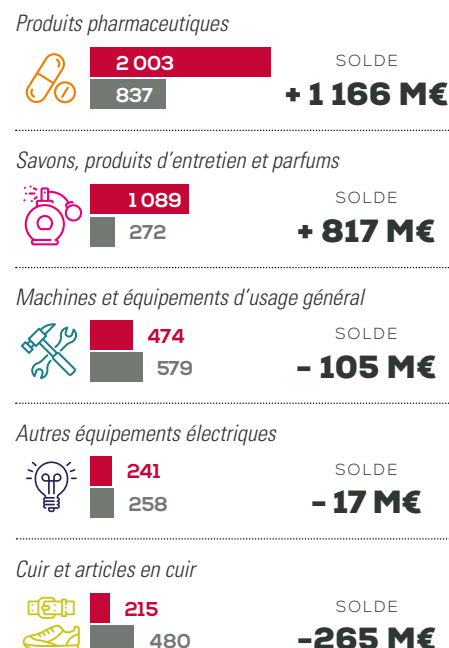 Produits pharmaceutiques
2 003
837
SOLDE
+ 1 166 M€
Savons, produits d'entretien et parfums
1 089
272
SOLDE
+ 817 M€
Machines et équipements d'usage général
474
579
SOLDE
- 105 M€
Autres équipements électriques
241
258
SOLDE
- 17 M€
Cuir et articles en cuir
215
480
SOLDE
-265 M€